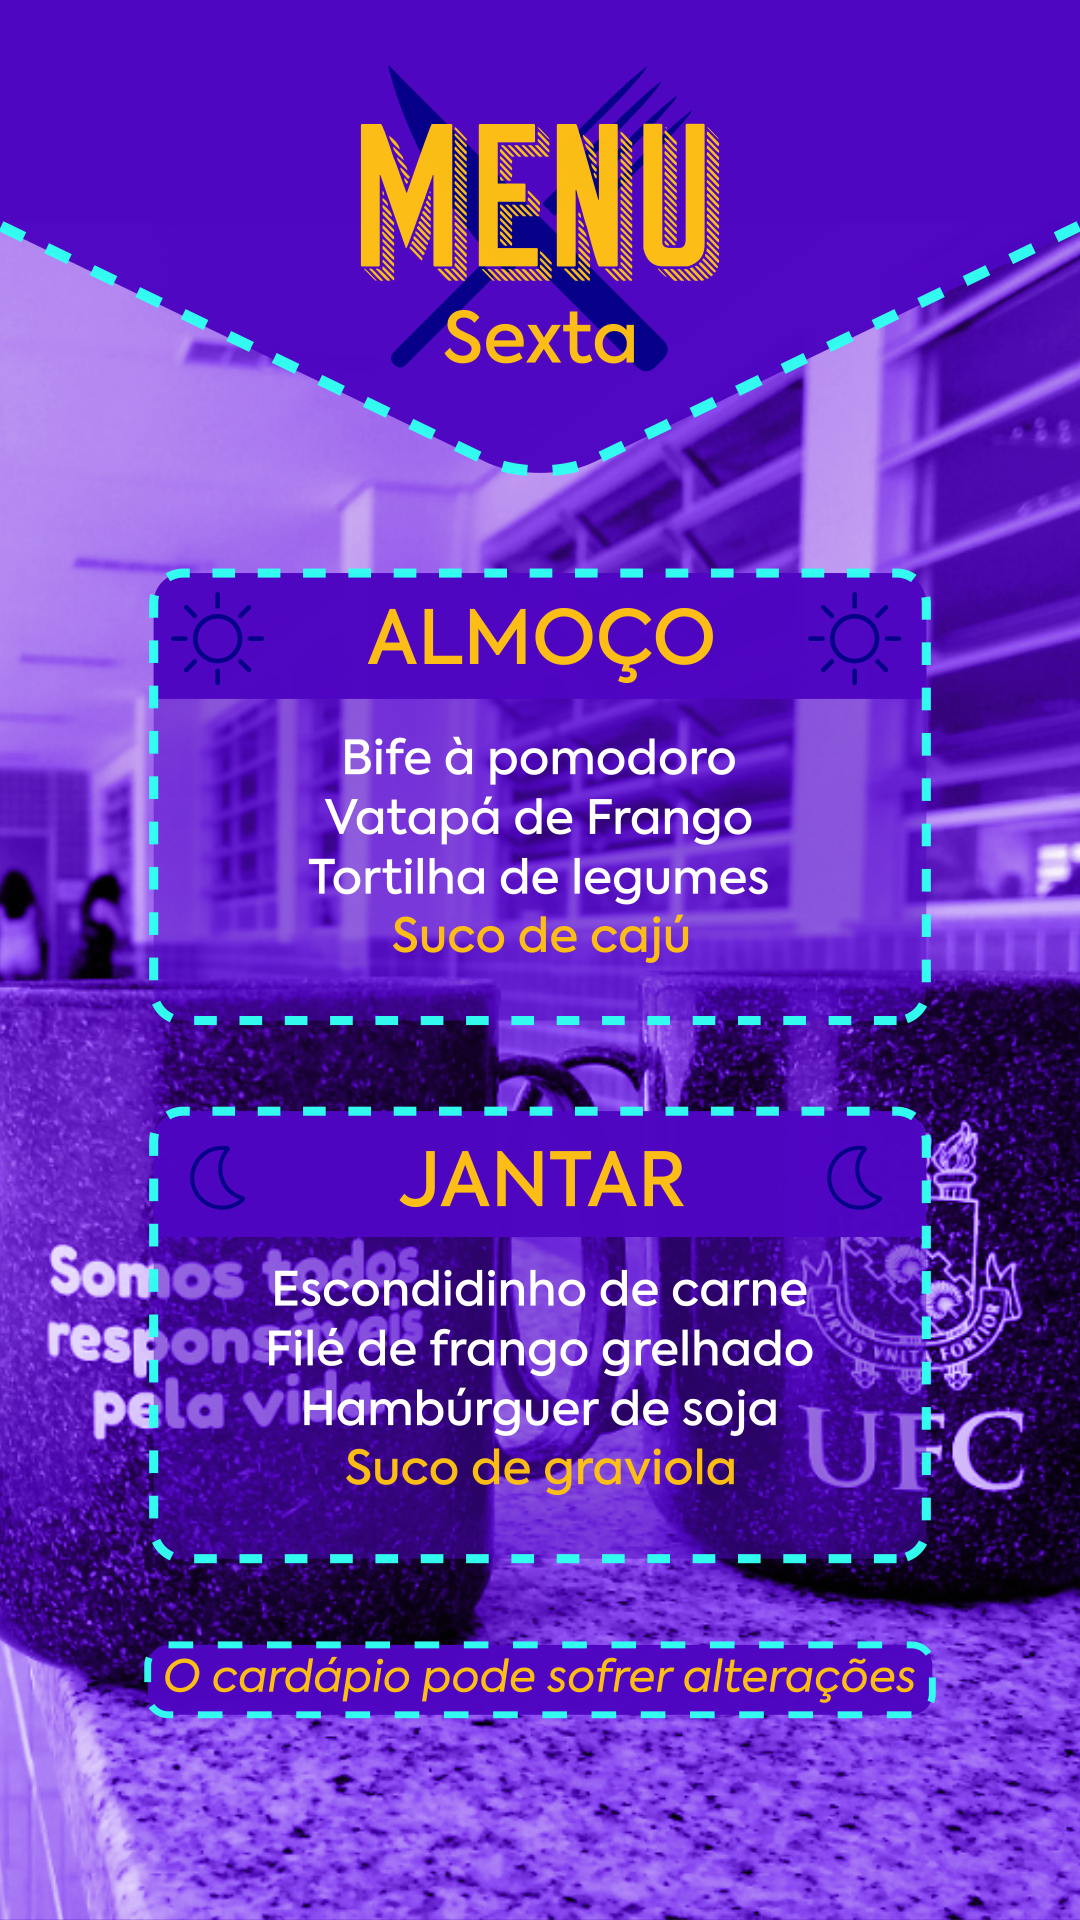 MENU
Sexta
ALMOÇO
Bife à pomodoro
Vatapá de Frango
Tortilha de legumes
Suco de cajú
JANTAR
Escondidinho de carne
Filé de frango grelhado
Hambúrguer de soja
Suco de graviola
Somos todos
responsáveis
pela vida
VIRTVS VNITA FORTIOR
UFC
O cardápio pode sofrer alterações